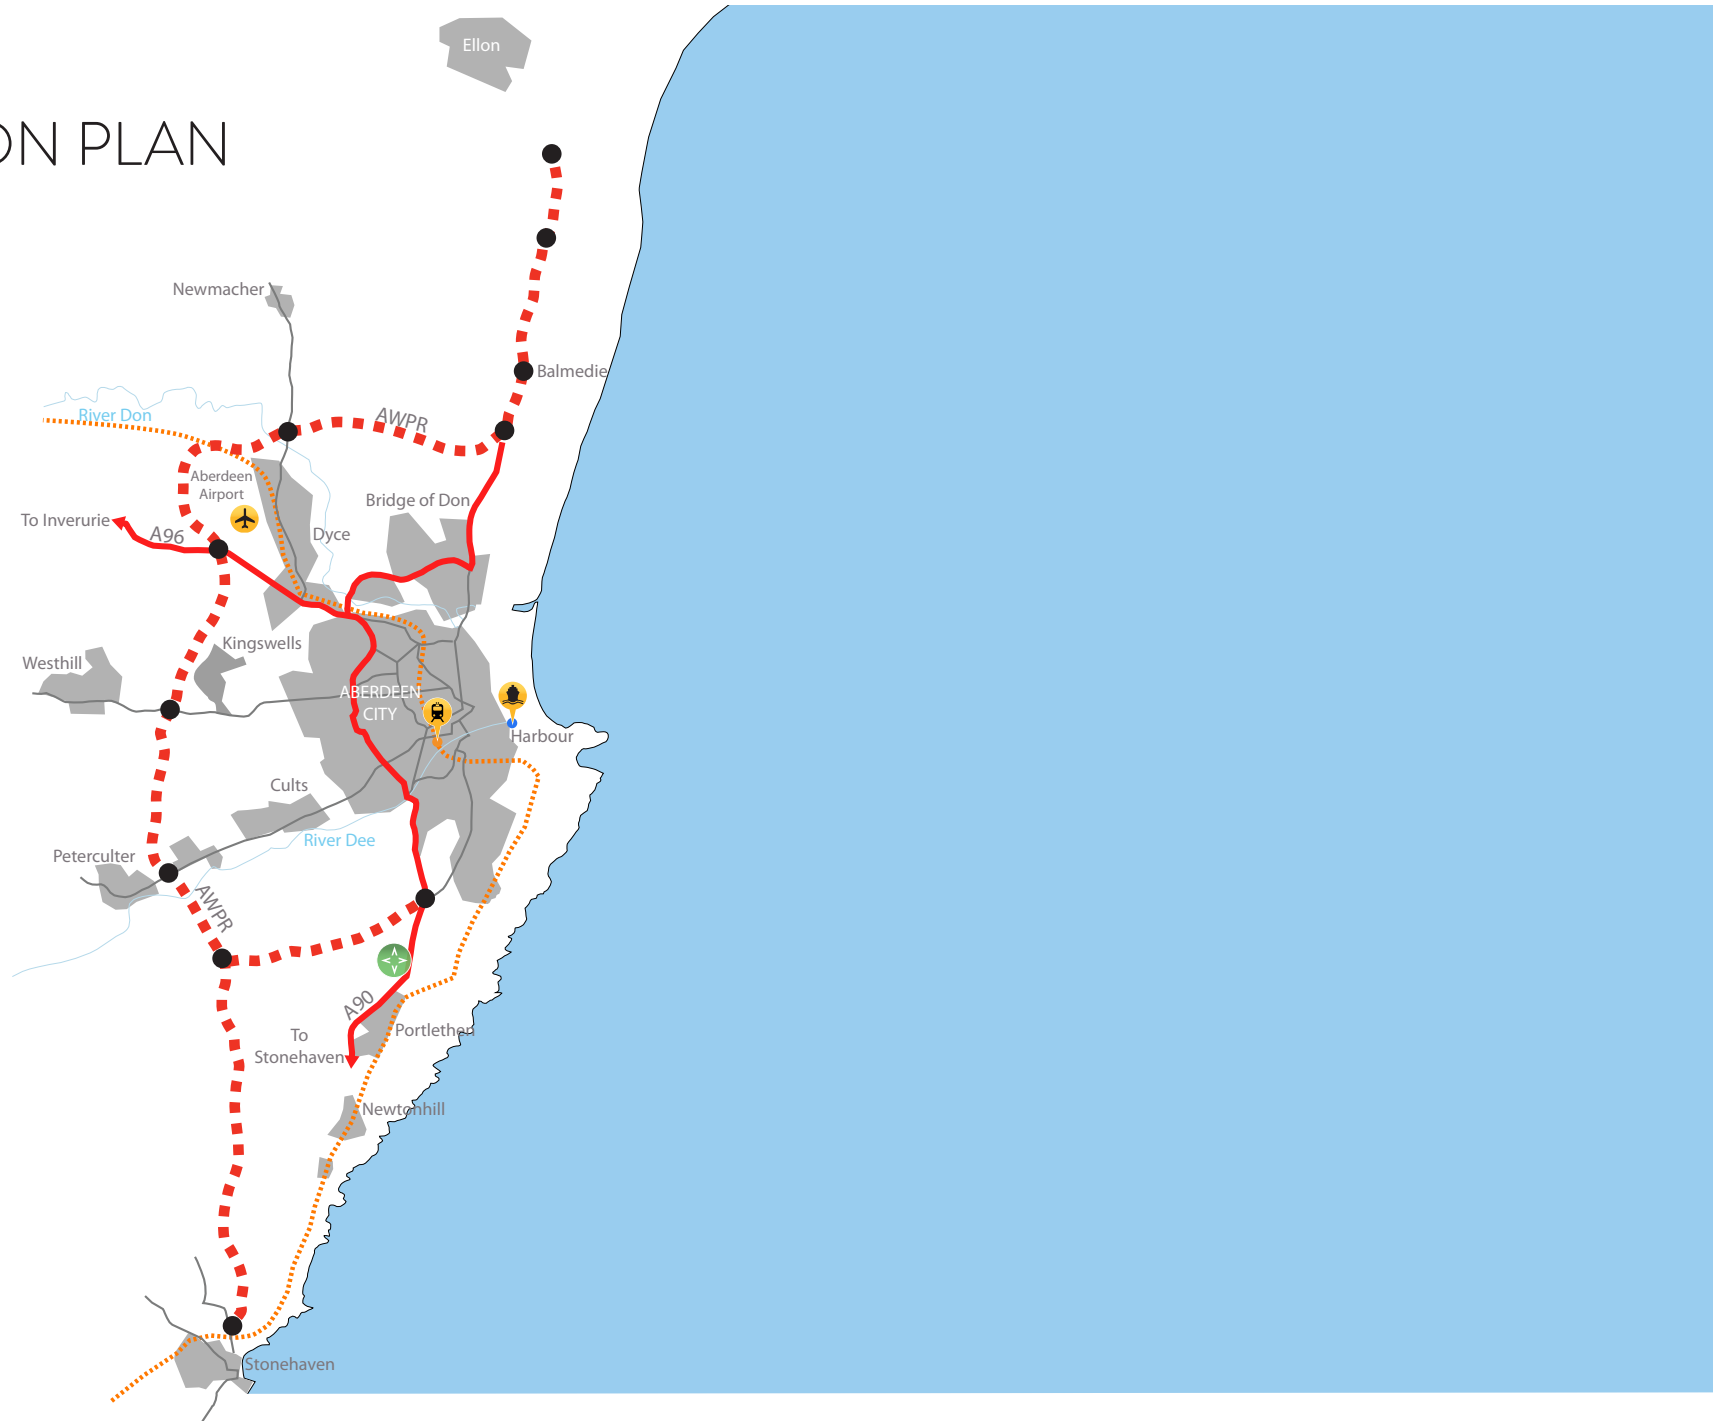 Ellon
ON PLAN
Newmacher
Balmedie
River Don
AWPR
Aberdeen
Airport
Bridge of Don
To Inverurie
A96
Dyce
Kingswells
Westhill
ABERDEEN
CITY
Harbour
Cults
River Dee
Peterculter
AWPR
A90
To
Stonehaven
Portlethen
Newtonhill
Stonehaven